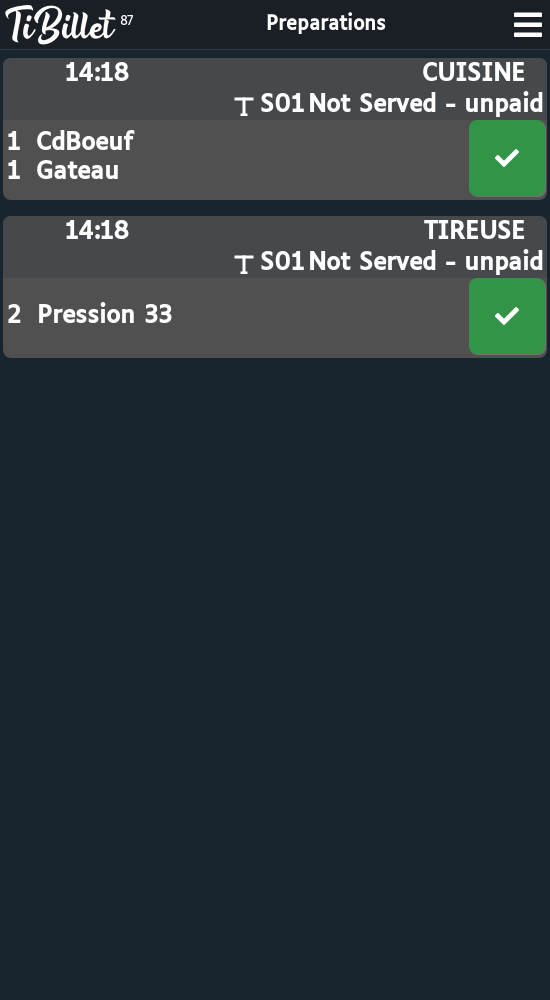 TiBillet 87 Preparations
14:18 CUISINE
S01 Not Served - unpaid
1 CdBoeuf
1 Gateau
14:18 TIREUSE
S01 Not Served - unpaid
2 Pression 33